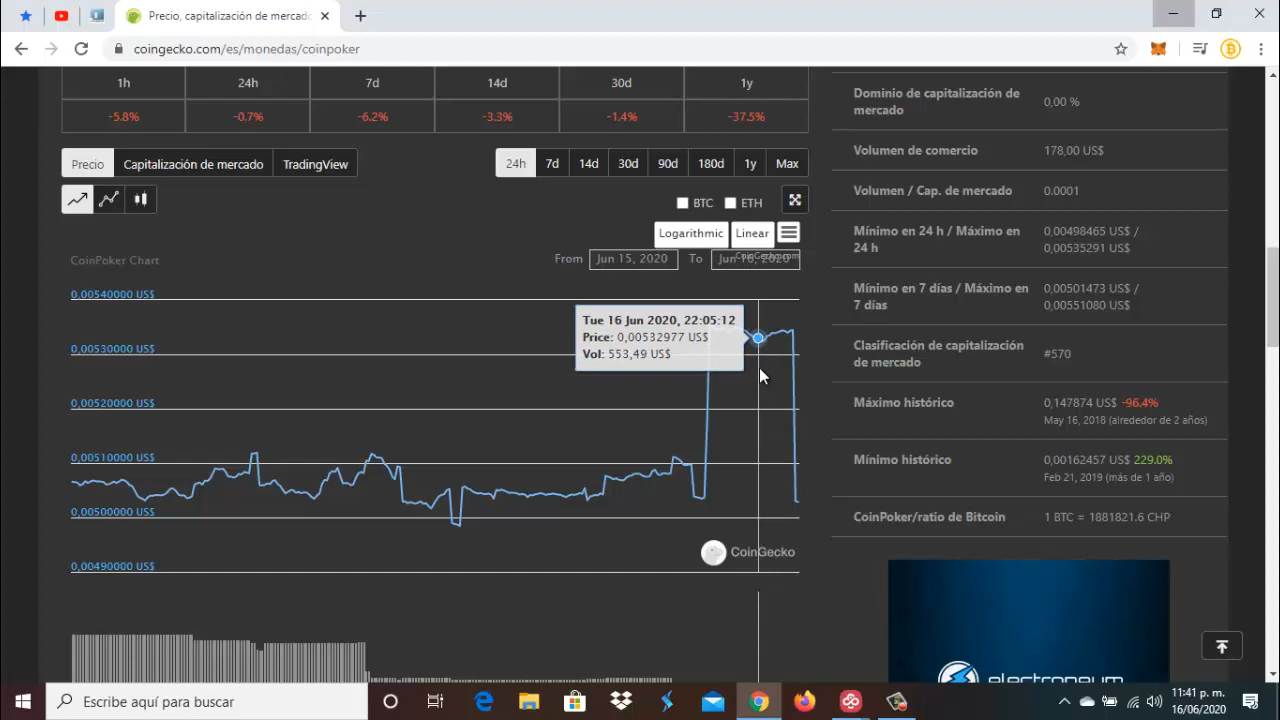 Precio, capitalización de mercado
coingecko.com/es/monedas/coinpoker
1h 24h 7d 14d 30d 1y
-5.8% -0.7% -6.2% -3.3% -1.4% -37.5%
Precio Capitalización de mercado TradingView
24h 7d 14d 30d 90d 180d 1y Max
BTC ETH
Logarithmic Linear
CoinPoker Chart
From Jun 15, 2020 To Jun 16, 2020
CoinGecko.com
0,00540000 US$
0,00530000 US$
0,00520000 US$
0,00510000 US$
0,00500000 US$
0,00490000 US$
Tue 16 Jun 2020, 22:05:12
Price: 0,00532977 US$
Vol: 553,49 US$
CoinGecko
Dominio de capitalización de
mercado
0,00 %
Volumen de comercio
178,00 US$
Volumen / Cap. de mercado
0.0001
Mínimo en 24 h / Máximo en
24 h
0,00498465 US$ /
0,00535291 US$
Mínimo en 7 días / Máximo en
7 días
0,00501473 US$ /
0,00551080 US$
Clasificación de capitalización
de mercado
#570
Máximo histórico
0,147874 US$ -96.4%
May 16, 2018 (alrededor de 2 años)
Mínimo histórico
0,00162457 US$ 229.0%
Feb 21, 2019 (más de 1 año)
CoinPoker/ratio de Bitcoin
1 BTC = 1881821.6 CHP
electroneum
Escribe aquí para buscar
11:41 p. m.
16/06/2020